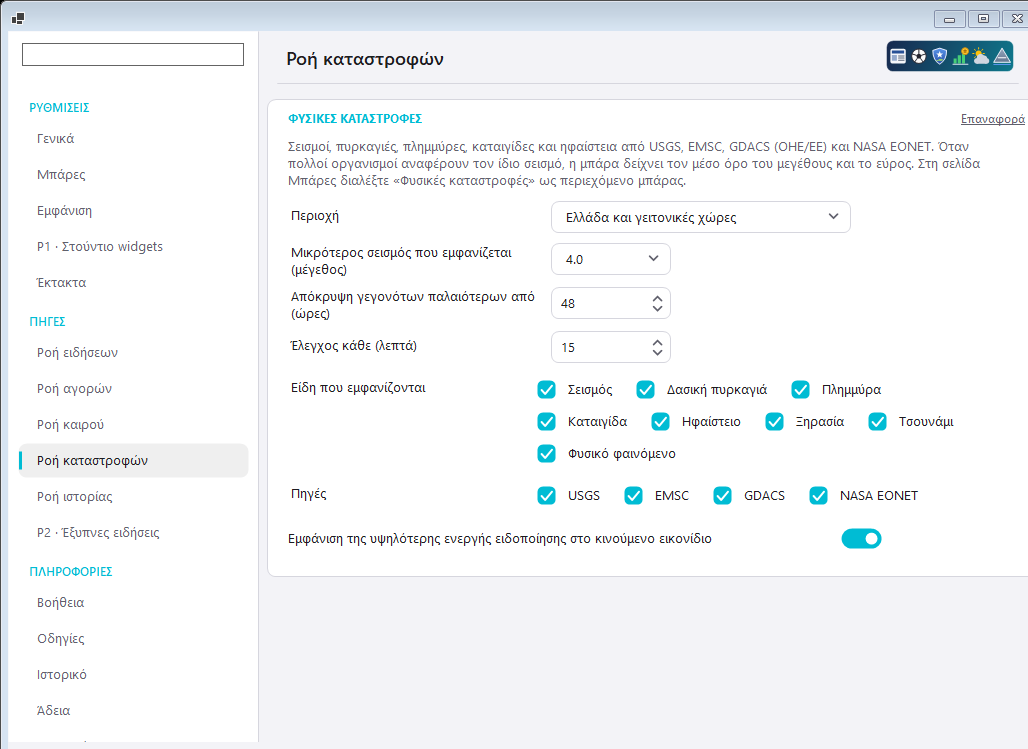 Ροή καταστροφών
ΡΥΘΜΙΣΕΙΣ
Γενικά
Μπάρες
Εμφάνιση
P1 · Στούντιο widgets
Έκτακτα
ΠΗΓΕΣ
Ροή ειδήσεων
Ροή αγορών
Ροή καιρού
Ροή καταστροφών
Ροή ιστορίας
P2 · Έξυπνες ειδήσεις
ΠΛΗΡΟΦΟΡΙΕΣ
Βοήθεια
Οδηγίες
Ιστορικό
Άδεια
ΦΥΣΙΚΕΣ ΚΑΤΑΣΤΡΟΦΕΣ
Επαναφορά
Σεισμοί, πυρκαγιές, πλημμύρες, καταιγίδες και ηφαίστεια από USGS, EMSC, GDACS (ΟΗΕ/ΕΕ) και NASA EONET. Όταν
πολλοί οργανισμοί αναφέρουν τον ίδιο σεισμό, η μπάρα δείχνει τον μέσο όρο του μεγέθους και το εύρος. Στη σελίδα
Μπάρες διαλέξτε «Φυσικές καταστροφές» ως περιεχόμενο μπάρας.
Περιοχή
Ελλάδα και γειτονικές χώρες
Μικρότερος σεισμός που εμφανίζεται
(μέγεθος)
4.0
Απόκρυψη γεγονότων παλαιότερων από
(ώρες)
48
Έλεγχος κάθε (λεπτά)
15
Είδη που εμφανίζονται
Σεισμός Δασική πυρκαγιά Πλημμύρα
Καταιγίδα Ηφαίστειο Ξηρασία Τσουνάμι
Φυσικό φαινόμενο
Πηγές
USGS EMSC GDACS NASA EONET
Εμφάνιση της υψηλότερης ενεργής ειδοποίησης στο κινούμενο εικονίδιο